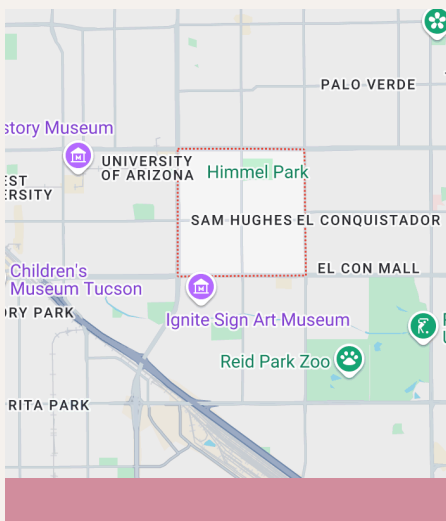 PALO VERDE
story Museum
UNIVERSITY
OF ARIZONA
Himmel Park
EST
ERSITY
SAM HUGHES
EL CONQUISTADOR
Children's
Museum Tucson
EL CON MALL
ORY PARK
Ignite Sign Art Museum
Reid Park Zoo
RITA PARK